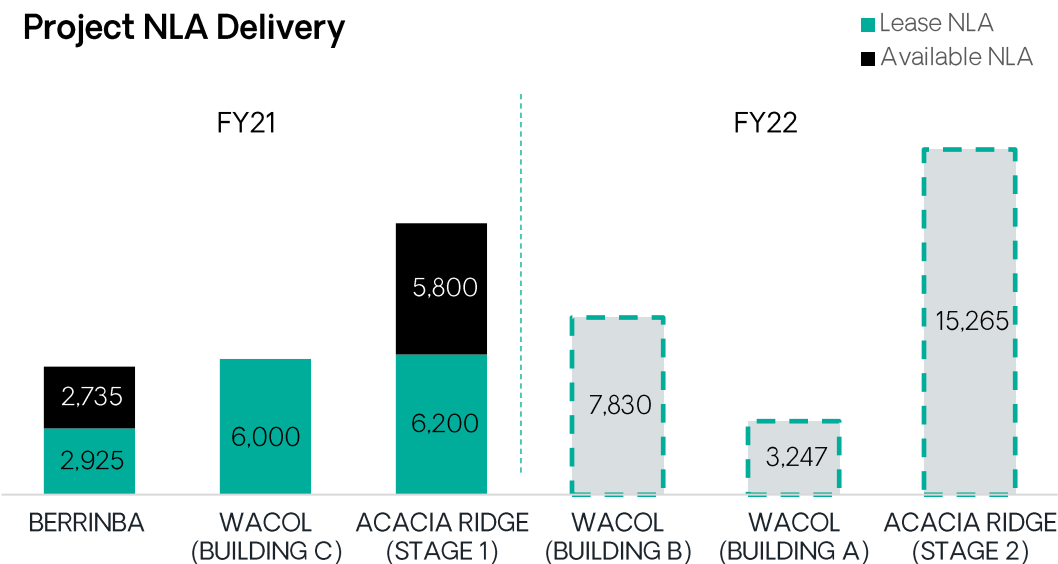 Project NLA Delivery
Lease NLA
Available NLA
FY21
FY22
5,800
15,265
2,735
7,830
6,200
6,000
2,925
3,247
BERRINBA
WACOL
(BUILDING C)
ACACIA RIDGE
(STAGE 1)
WACOL
(BUILDING B)
WACOL
(BUILDING A)
ACACIA RIDGE
(STAGE 2)